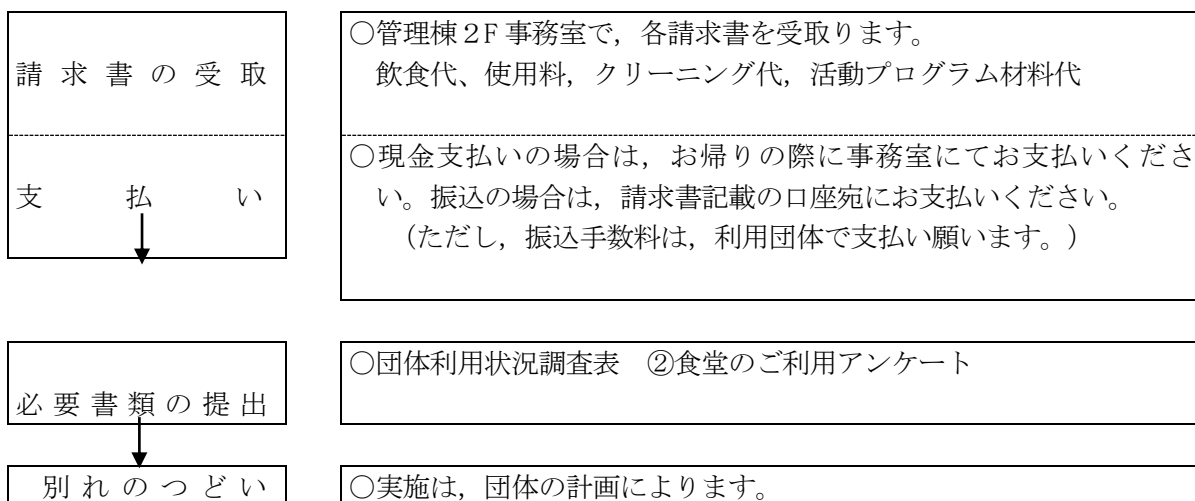 請求書の受取
○管理棟２F 事務室で，各請求書を受取ります。
飲食代、使用料，クリーニング代，活動プログラム材料代
支払い
○現金支払いの場合は，お帰りの際に事務室にてお支払いくださ
い。振込の場合は，請求書記載の口座宛にお支払いください。
（ただし，振込手数料は，利用団体で支払い願います。）
必要書類の提出
○団体利用状況調査表　②食堂のご利用アンケート
別れのつどい
○実施は，団体の計画によります。